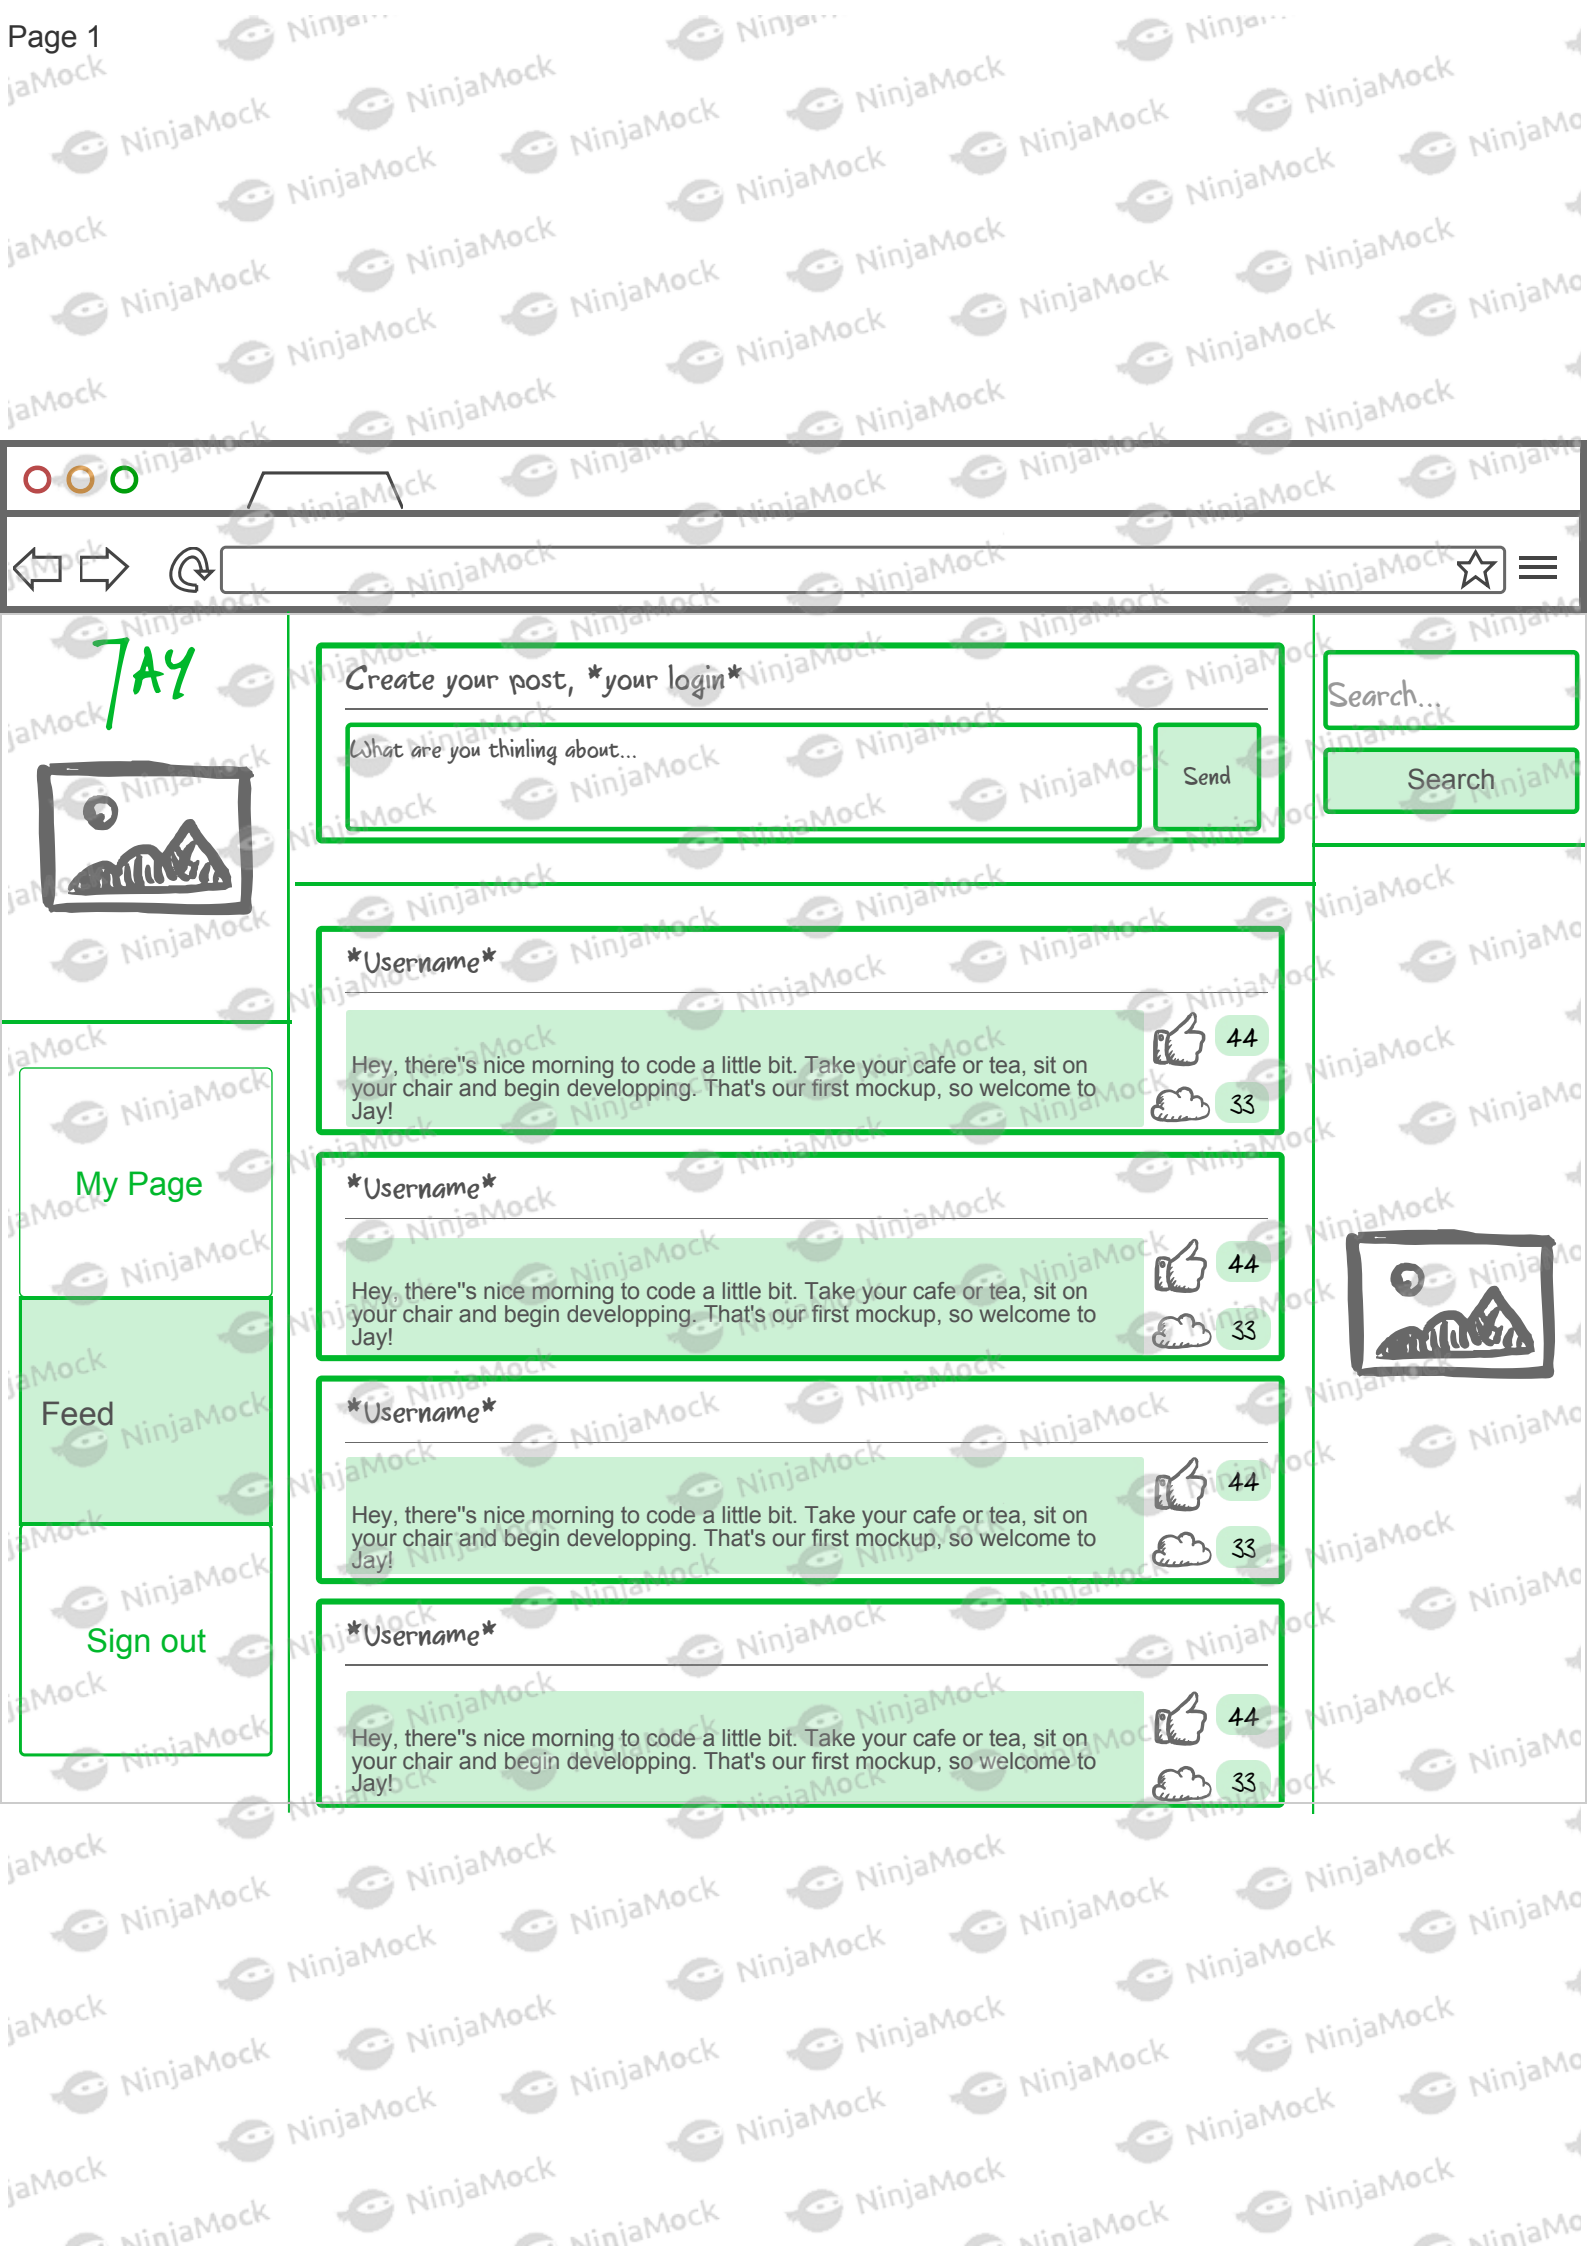 Page 1
JAY
Create your post, *your login*
What are you thinling about...
Send
Search...
Search
*Username*
Hey, there"s nice morning to code a little bit. Take your cafe or tea, sit on
your chair and begin developping. That's our first mockup, so welcome to
Jay!
44
33
My Page
*Username*
Hey, there"s nice morning to code a little bit. Take your cafe or tea, sit on
your chair and begin developping. That's our first mockup, so welcome to
Jay!
44
33
Feed
*Username*
Hey, there"s nice morning to code a little bit. Take your cafe or tea, sit on
your chair and begin developping. That's our first mockup, so welcome to
Jay!
44
33
Sign out
*Username*
Hey, there"s nice morning to code a little bit. Take your cafe or tea, sit on
your chair and begin developping. That's our first mockup, so welcome to
Jay!
44
33
NinjaMock